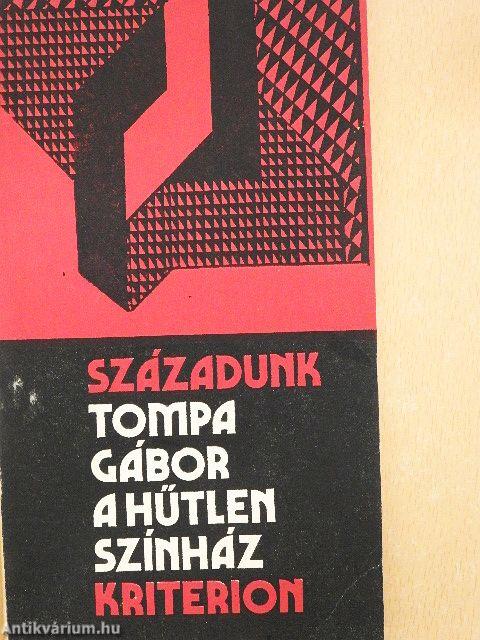 SZÁZADUNK
TOMPA
GÁBOR
A HŰTLEN
SZÍNHÁZ
KRITERION
Antikvárium.hu